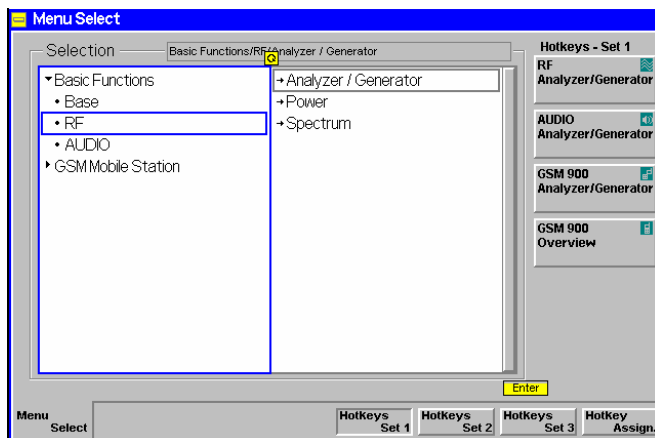 Menu Select
Selection
Basic Functions/RF/Analyzer / Generator
Q
Basic Functions
• Base
• RF
• AUDIO
GSM Mobile Station
→Analyzer / Generator
→Power
→Spectrum
Hotkeys - Set 1
RF
Analyzer/Generator
AUDIO
Analyzer/Generator
GSM 900
Analyzer/Generator
GSM 900
Overview
Enter
Menu
Select
HotKeys
Set 1
HotKeys
Set 2
HotKeys
Set 3
HotKey
Assign.